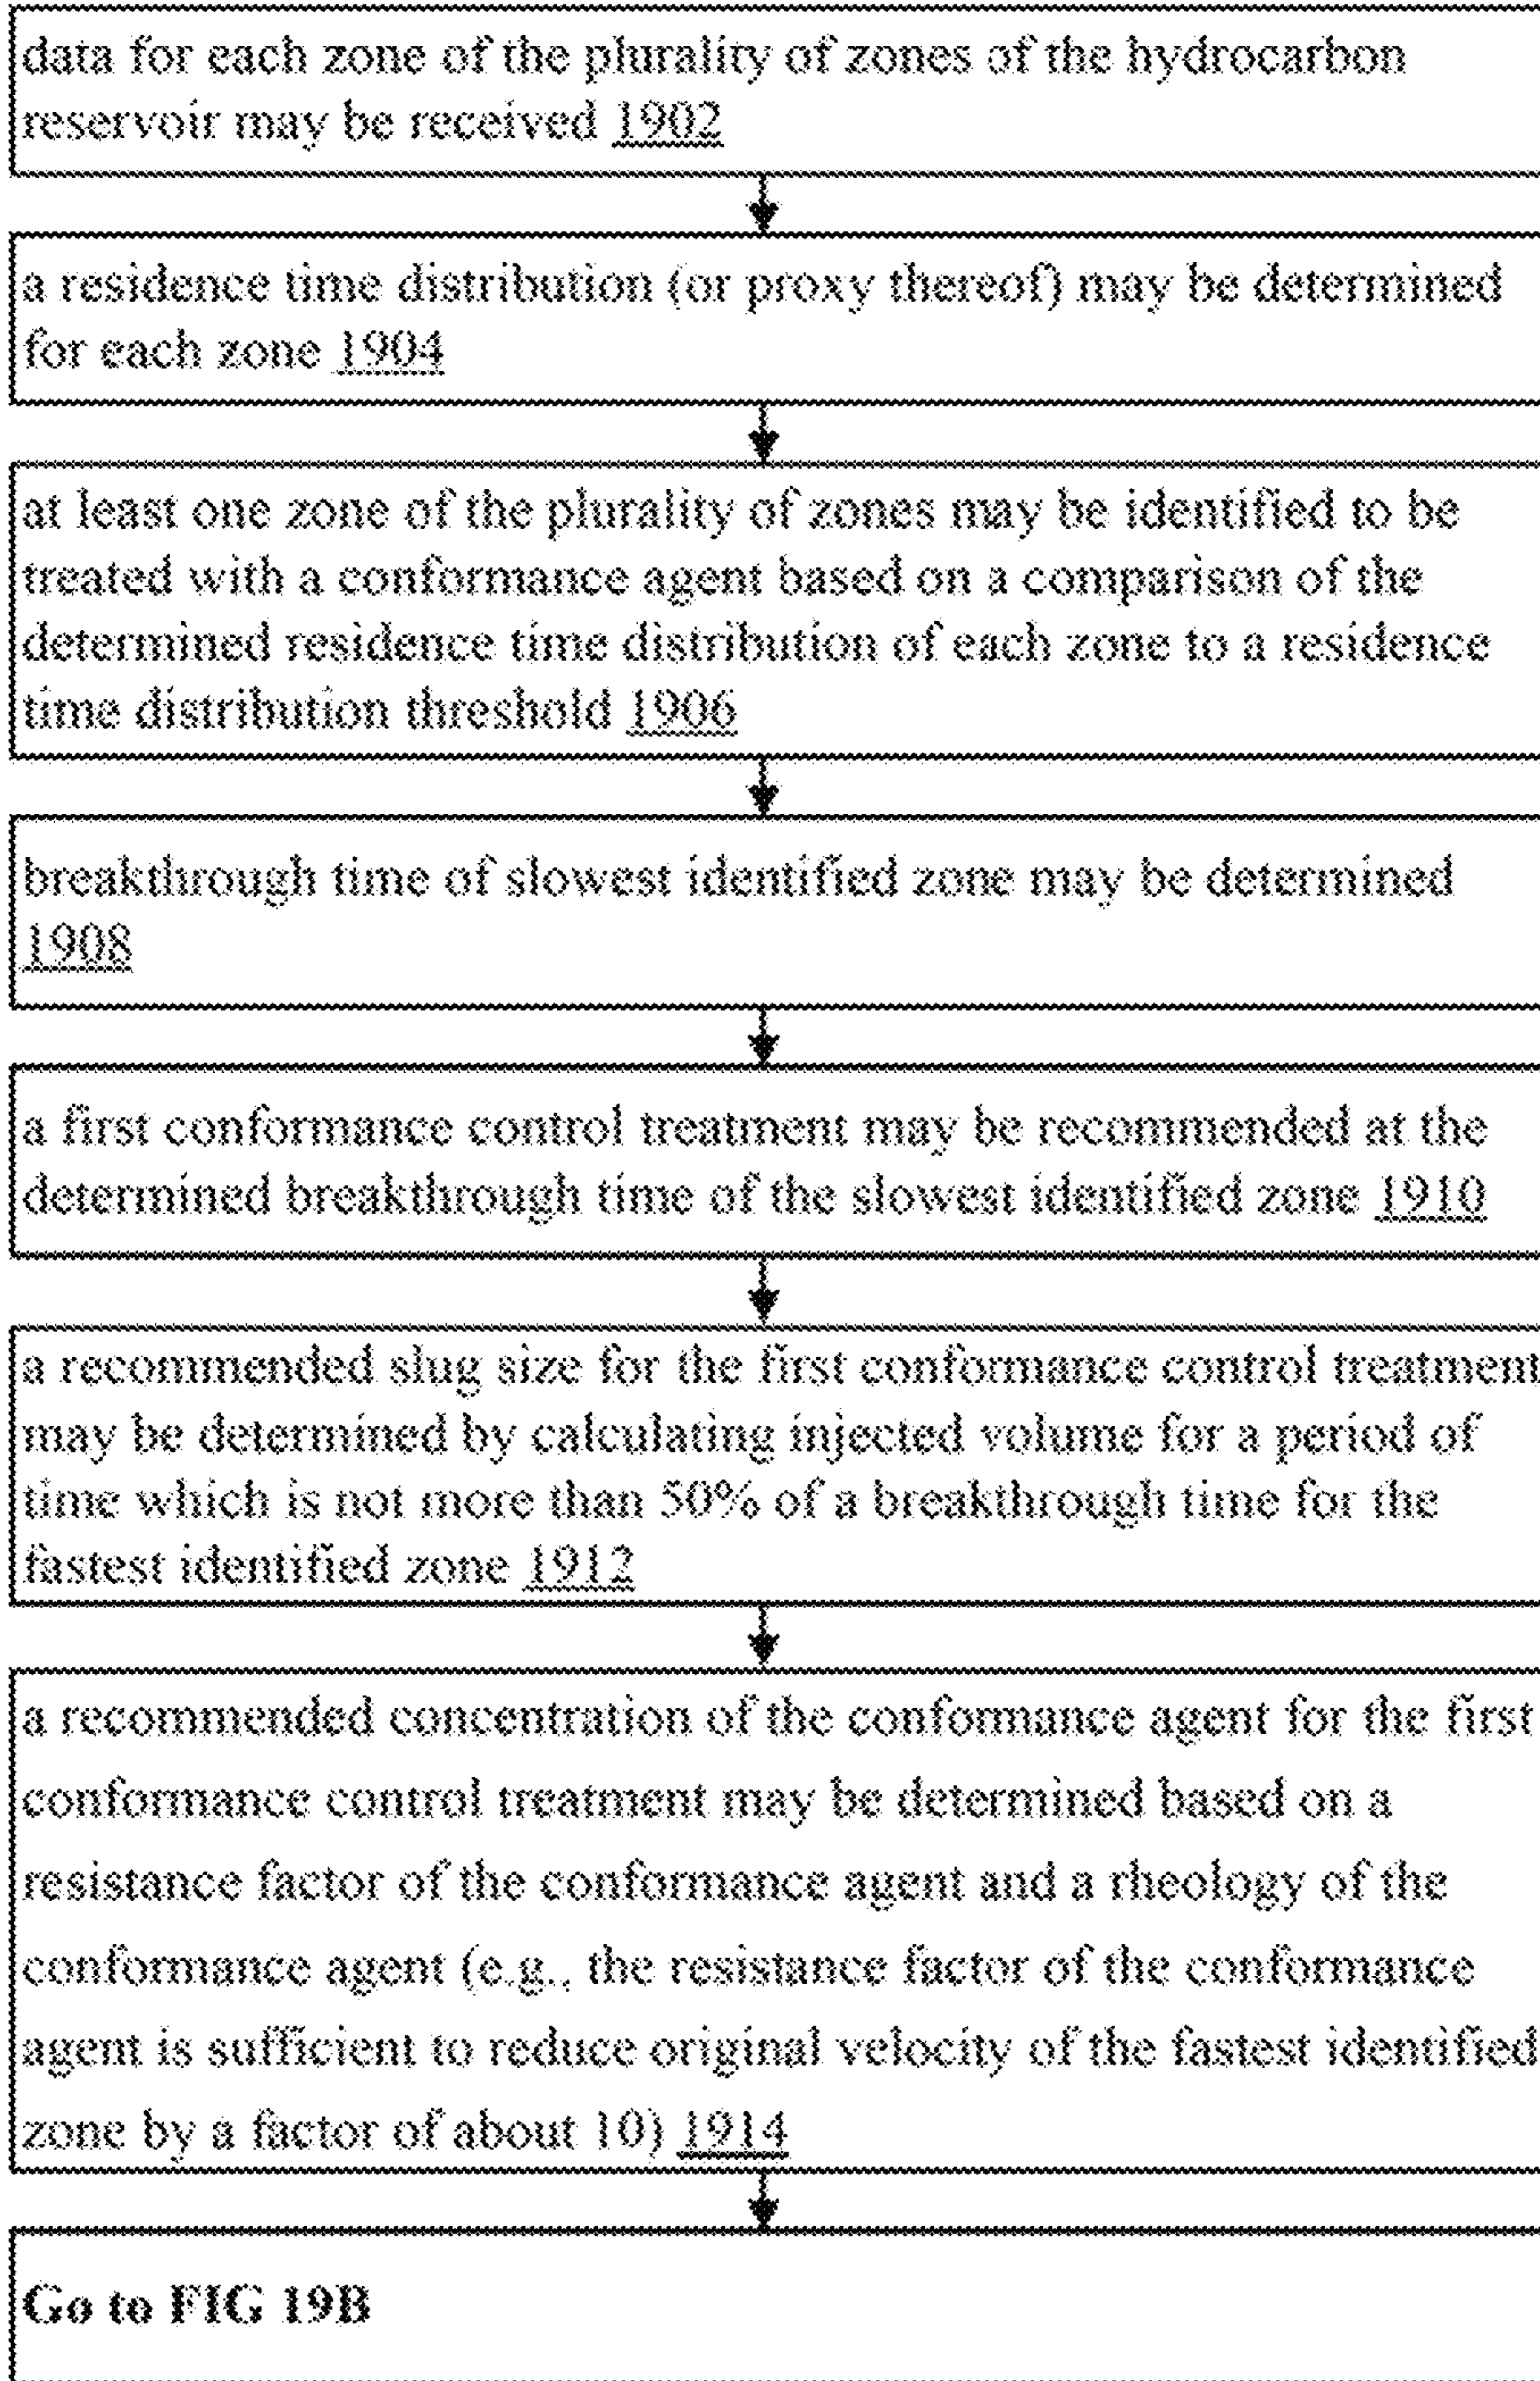 data for each zone of the plurality of zones of the hydrocarbon
reservoir may be received 1902
a residence time distribution (or proxy thereof) may be determined
for each zone 1904
at least one zone of the plurality of zones may be identified to be
treated with a conformance agent based on a comparison of the
determined residence time distribution of each zone to a residence
time distribution threshold 1906
breakthrough time of slowest identified zone may be determined
1908
a first conformance control treatment may be recommended at the
determined breakthrough time of the slowest identified zone 1910
a recommended slug size for the first conformance control treatment
may be determined by calculating injected volume for a period of
time which is not more than 50% of a breakthrough time for the
fastest identified zone 1912
a recommended concentration of the conformance agent for the first
conformance control treatment may be determined based on a
resistance factor of the conformance agent and a rheology of the
conformance agent (e.g., the resistance factor of the conformance
agent is sufficient to reduce original velocity of the fastest identified
zone by a factor of about 10) 1914
Go to FIG 19B